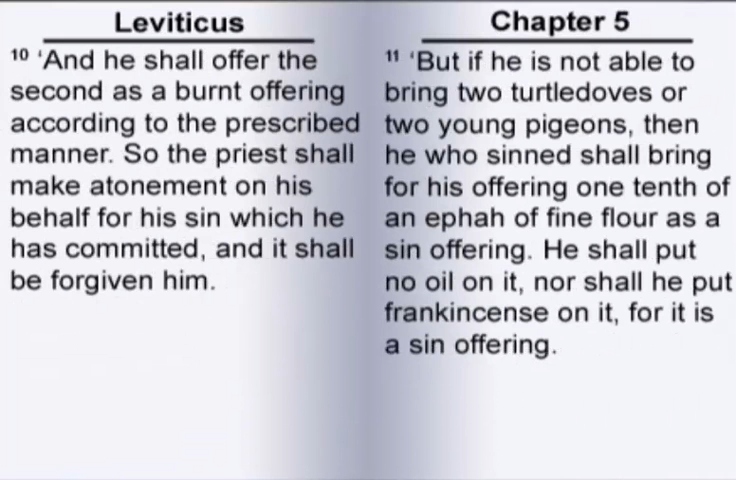 Leviticus
10 ‘And he shall offer the
second as a burnt offering
according to the prescribed
manner. So the priest shall
make atonement on his
behalf for his sin which he
has committed, and it shall
be forgiven him.
Chapter 5
11 ‘But if he is not able to
bring two turtledoves or
two young pigeons, then
he who sinned shall bring
for his offering one tenth of
an ephah of fine flour as a
sin offering. He shall put
no oil on it, nor shall he put
frankincense on it, for it is
a sin offering.